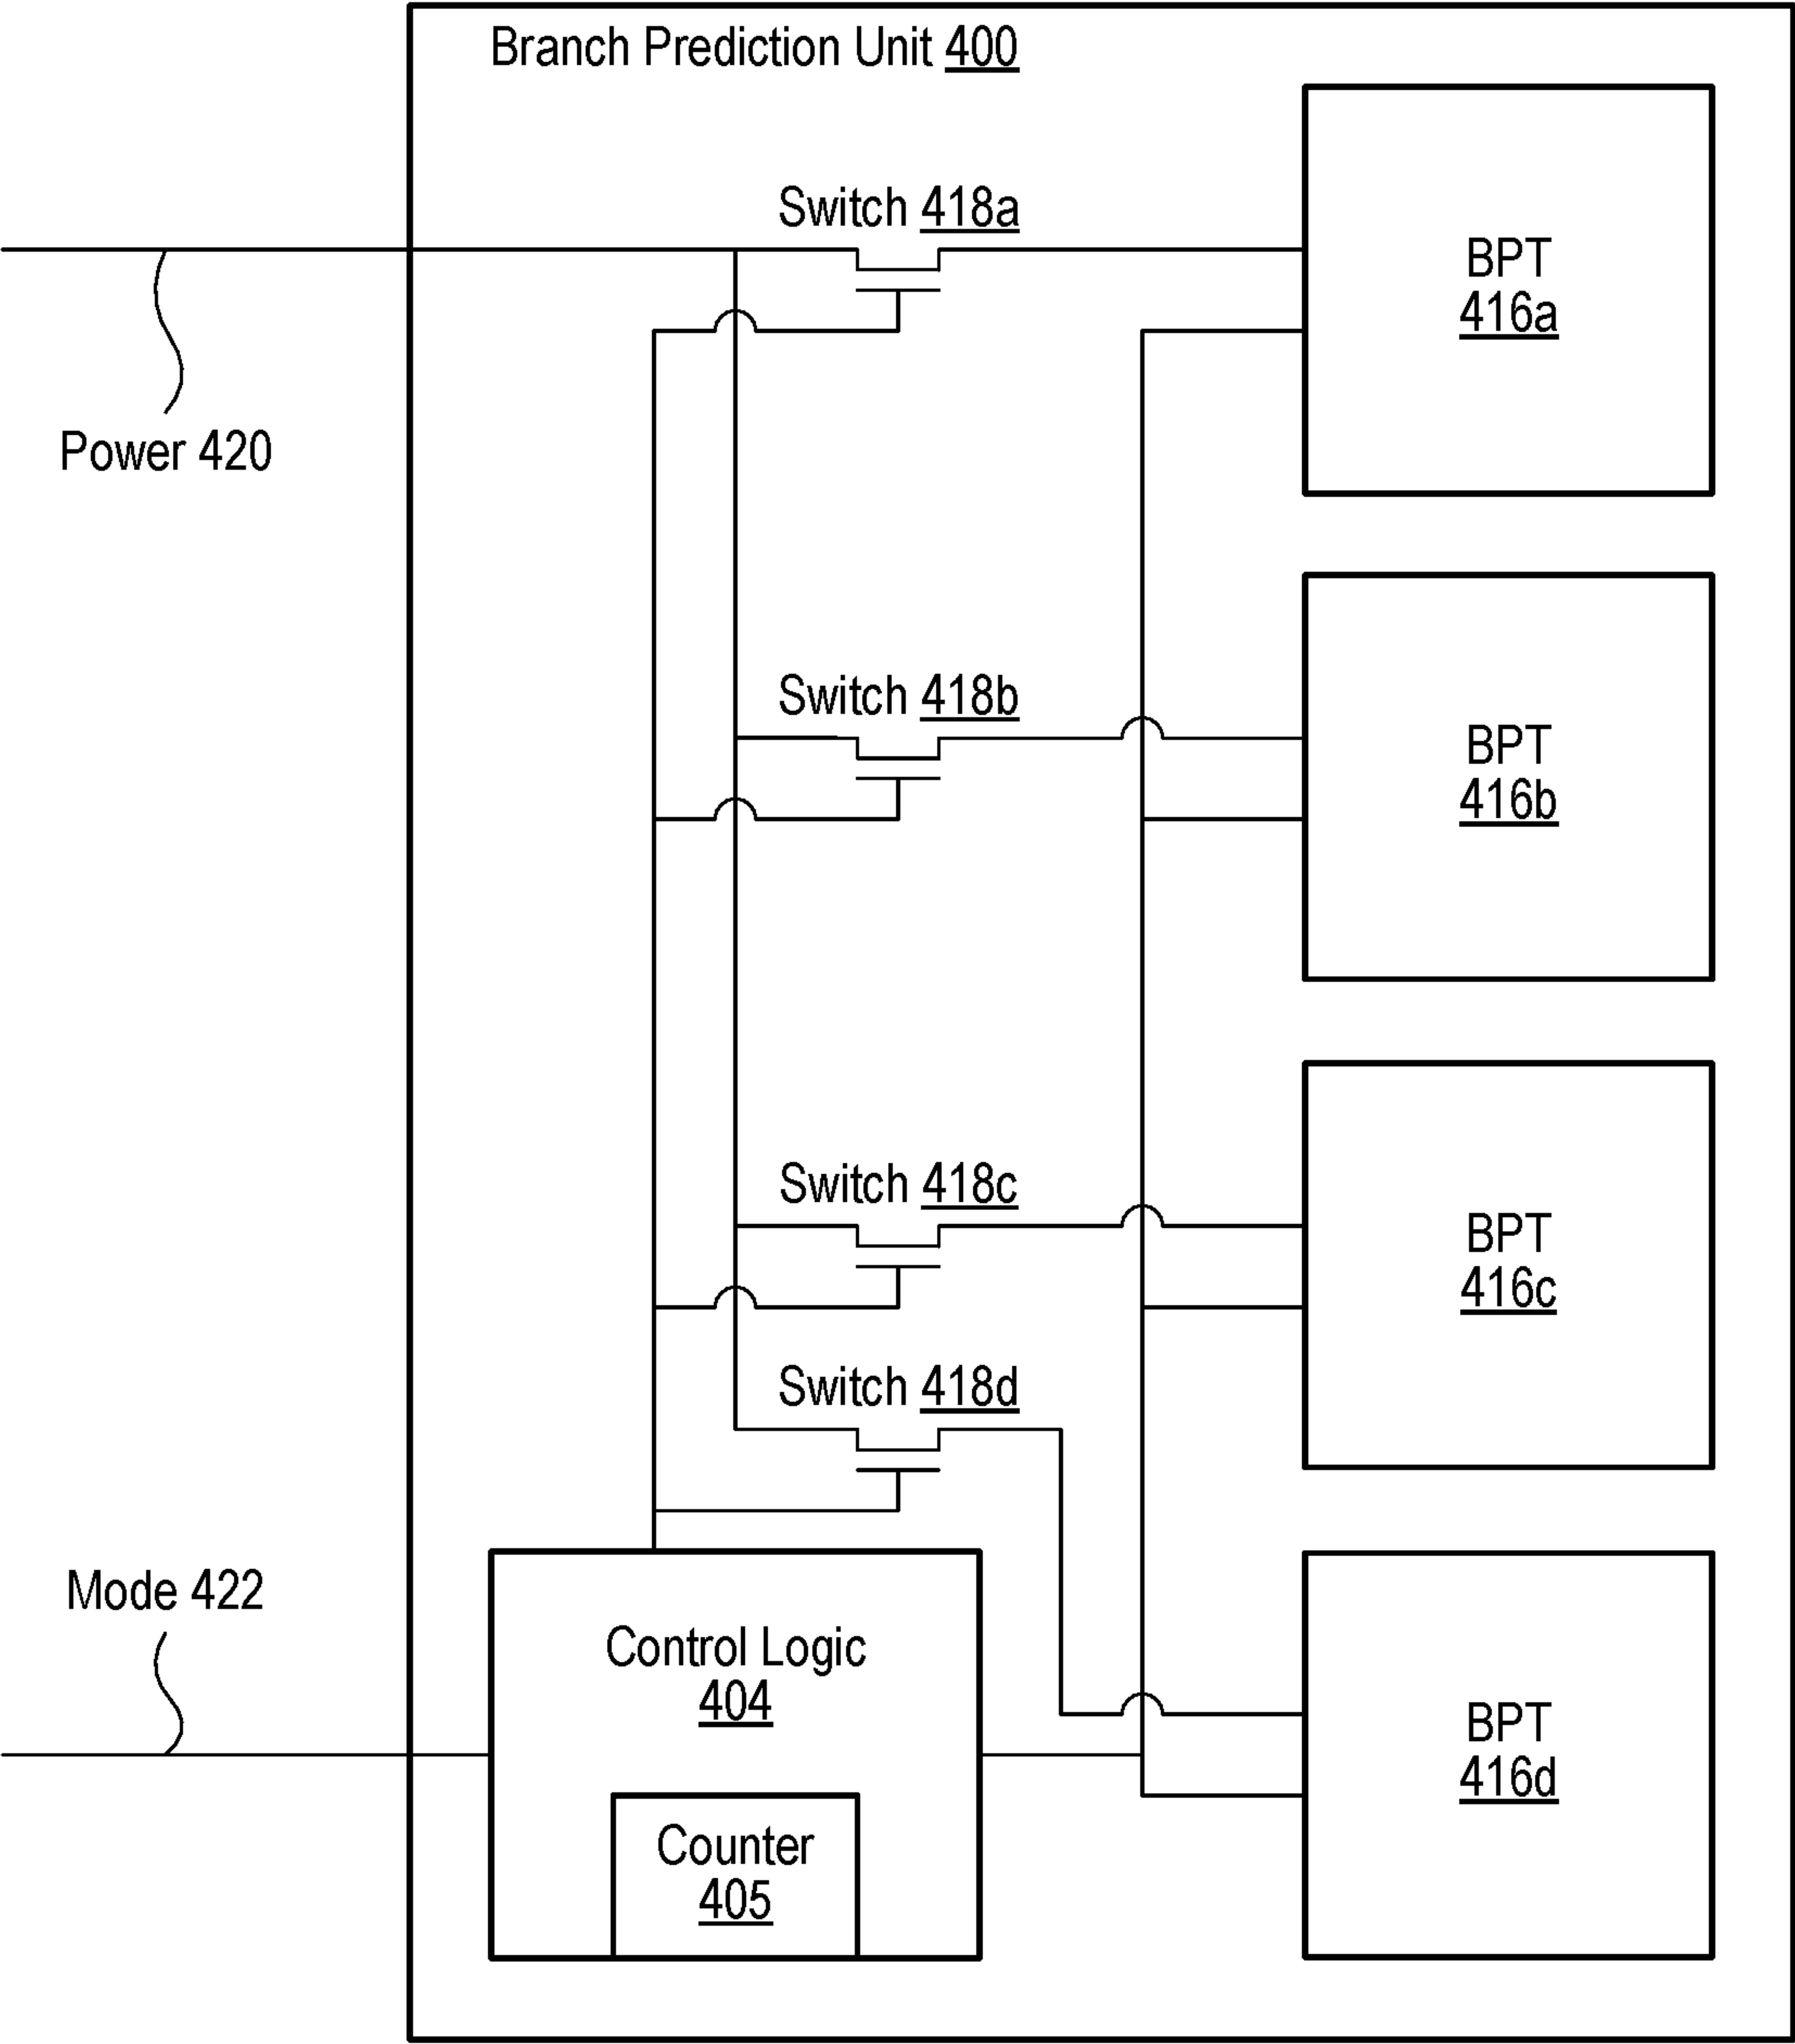 Branch Prediction Unit 400
Switch 418a
BPT
416a
Power 420
Switch 418b
BPT
416b
Switch 418c
BPT
416c
Switch 418d
Mode 422
Control Logic
404
BPT
416d
Counter
405